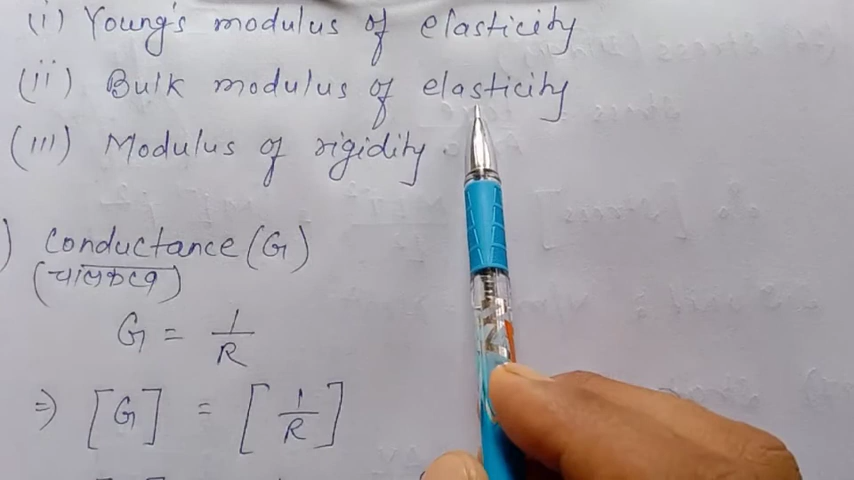 (i) Young's modulus of elasticity
(ii) Bulk modulus of elasticity
(iii) Modulus of rigidity
) Conductance (G)
(चालकत्व)
G = 1/R
⇒ [G] = [1/R]